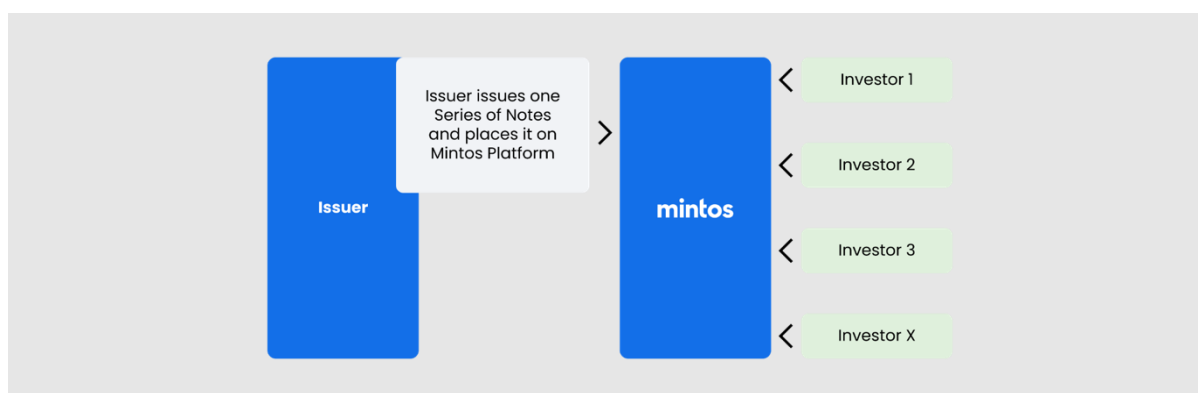 Issuer
Issuer issues one
Series of Notes
and places it on
Mintos Platform
mintos
Investor 1
Investor 2
Investor 3
Investor X